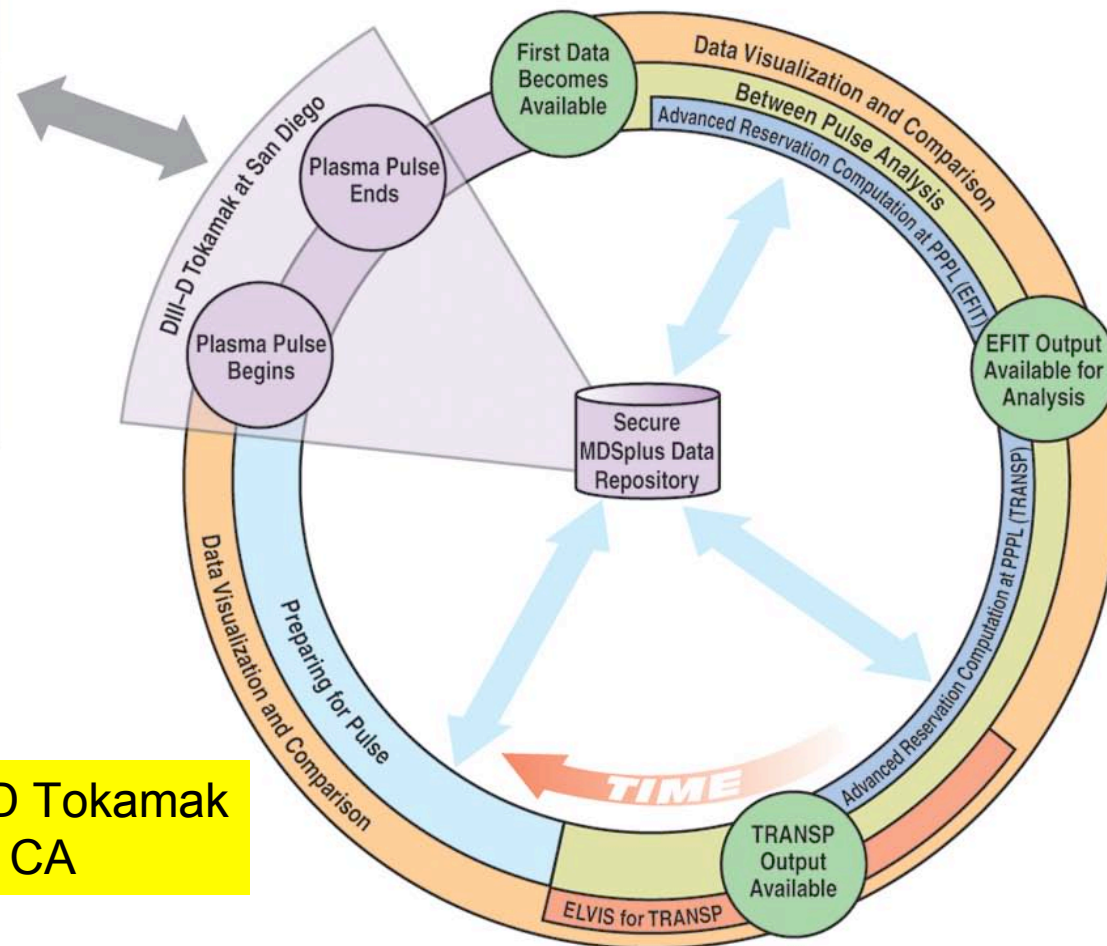 First Data
Becomes
Available
Data Visualization and Comparison
Between Pulse Analysis
Advanced Reservation Computation at PPPL (EFIT)
Plasma Pulse
Ends
DIII–D Tokamak at San Diego
Plasma Pulse
Begins
EFIT Output
Available for
Analysis
Secure
MDSplus Data
Repository
Advanced Reservation Computation at PPPL (TRANSP)
Preparing for Pulse
Data Visualization and Comparison
TIME
TRANSP
Output
Available
ELVIS for TRANSP
D Tokamak
CA